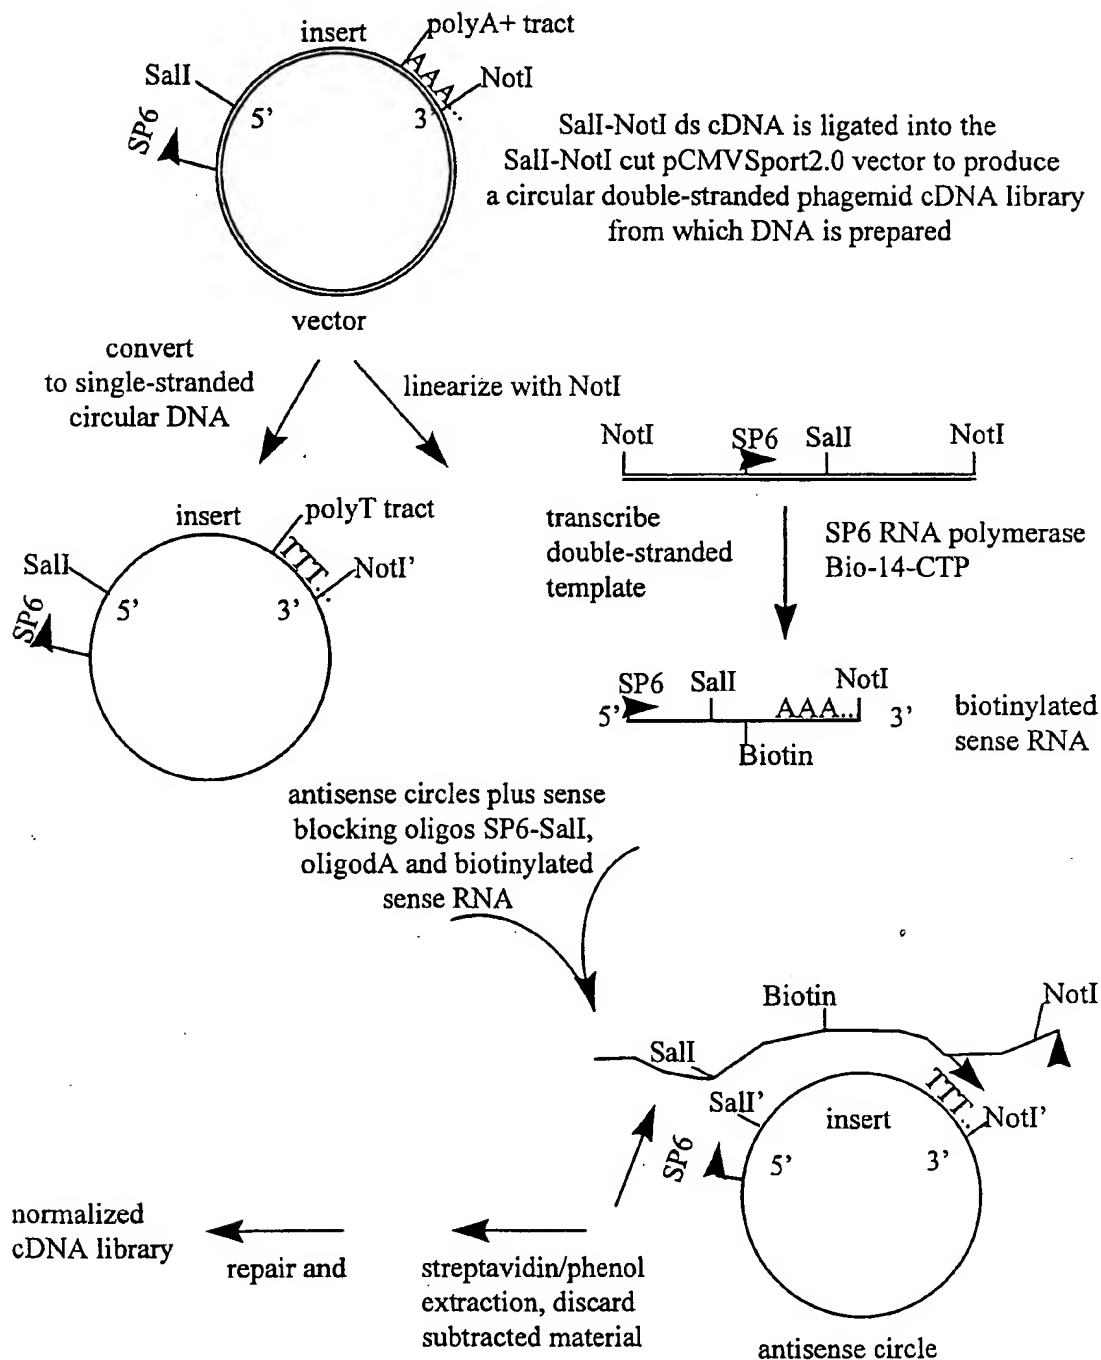 insert
polyA+ tract
AAA..
SalI
NotI
5'
3'
SP6
SalI-NotI ds cDNA is ligated into the
SalI-NotI cut pCMVSport2.0 vector to produce
a circular double-stranded phagemid cDNA library
from which DNA is prepared
vector
convert
to single-stranded
circular DNA
linearize with NotI
NotI
SP6
SalI
NotI
insert
polyT tract
TTT..
SalI
NotI'
5'
3'
SP6
transcribe
double-stranded
template
SP6 RNA polymerase
Bio-14-CTP
SP6
SalI
NotI
5'
AAA..
3'
Biotin
biotinylated
sense RNA
antisense circles plus sense
blocking oligos SP6-SalI,
oligodA and biotinylated
sense RNA
Biotin
NotI
SalI
TTT..
SalI'
insert
NotI'
SP6
5'
3'
normalized
cDNA library
repair and
streptavidin/phenol
extraction, discard
subtracted material
antisense circle